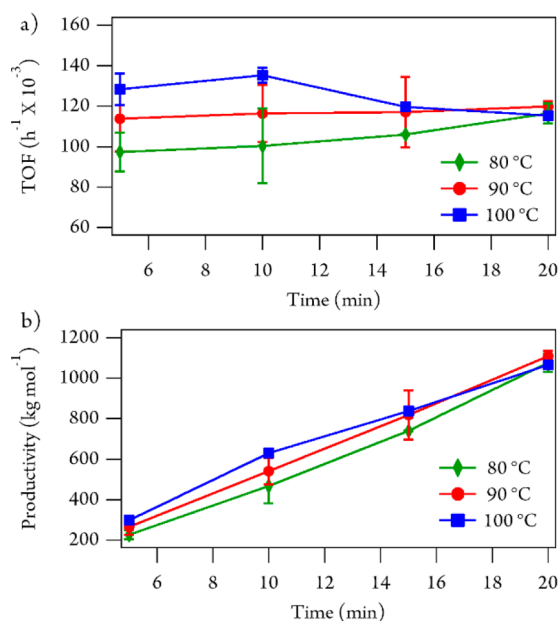 a)
160
140
120
100
80
60
TOF (h⁻¹ X 10⁻³)
80 °C
90 °C
100 °C
6 8 10 12 14 16 18 20
Time (min)
b)
1200
1000
800
600
400
200
Productivity (kg mol⁻¹)
80 °C
90 °C
100 °C
6 8 10 12 14 16 18 20
Time (min)